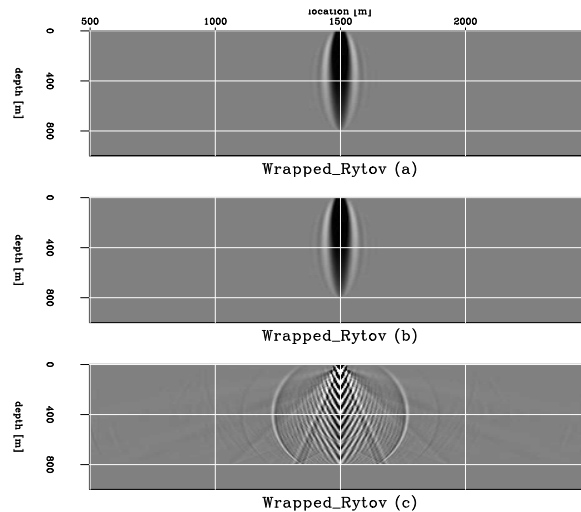 location [m]
500 1000 1500 2000
0
400
800
depth [m]
Wrapped_Rytov (a)
0
400
800
depth [m]
Wrapped_Rytov (b)
0
400
800
depth [m]
Wrapped_Rytov (c)